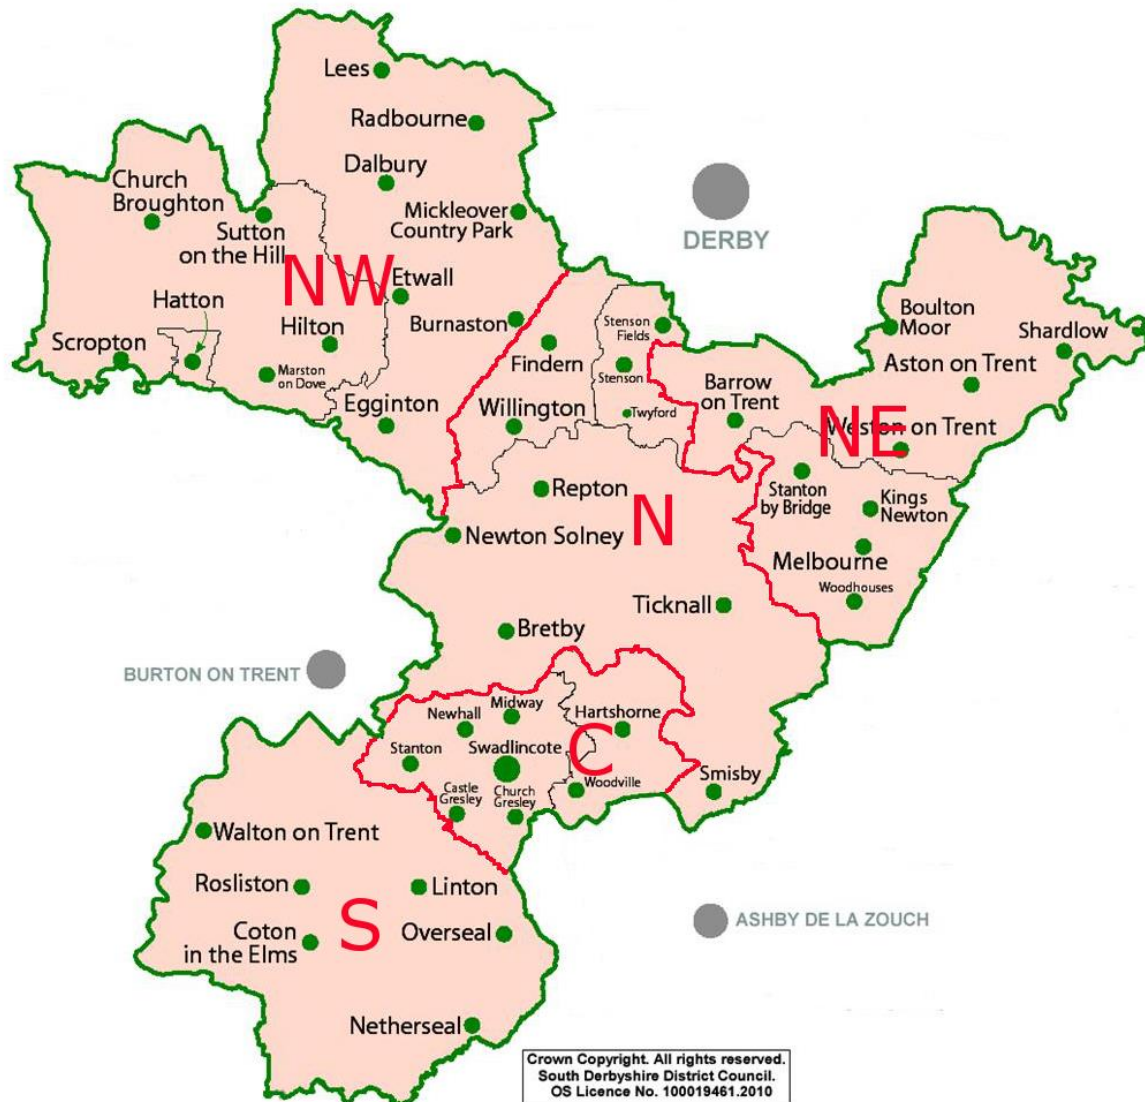 Lees
Radbourne
Dalbury
Church
Broughton
Mickleover
Country Park
Sutton
on the Hill
DERBY
NW
Etwall
Hatton
Hilton
Burnaston
Scropton
Marston
on Dove
Egginton
Stenson
Fields
Findern
Stenson
Willington
Twyford
Boulton
Moor
Shardlow
Aston on Trent
Barrow
on Trent
NE
Weston on Trent
Stanton
by Bridge
Kings
Newton
Repton
N
Newton Solney
Melbourne
Woodhouses
Ticknall
Bretby
BURTON ON TRENT
Midway
Newhall
Hartshorne
Stanton
Swadlincote
C
Castle
Gresley
Church
Gresley
Woodville
Smisby
Walton on Trent
Rosliston
Linton
S
Coton
in the Elms
Overseal
ASHBY DE LA ZOUCH
Netherseal
Crown Copyright. All rights reserved.
South Derbyshire District Council.
OS Licence No. 100019461.2010